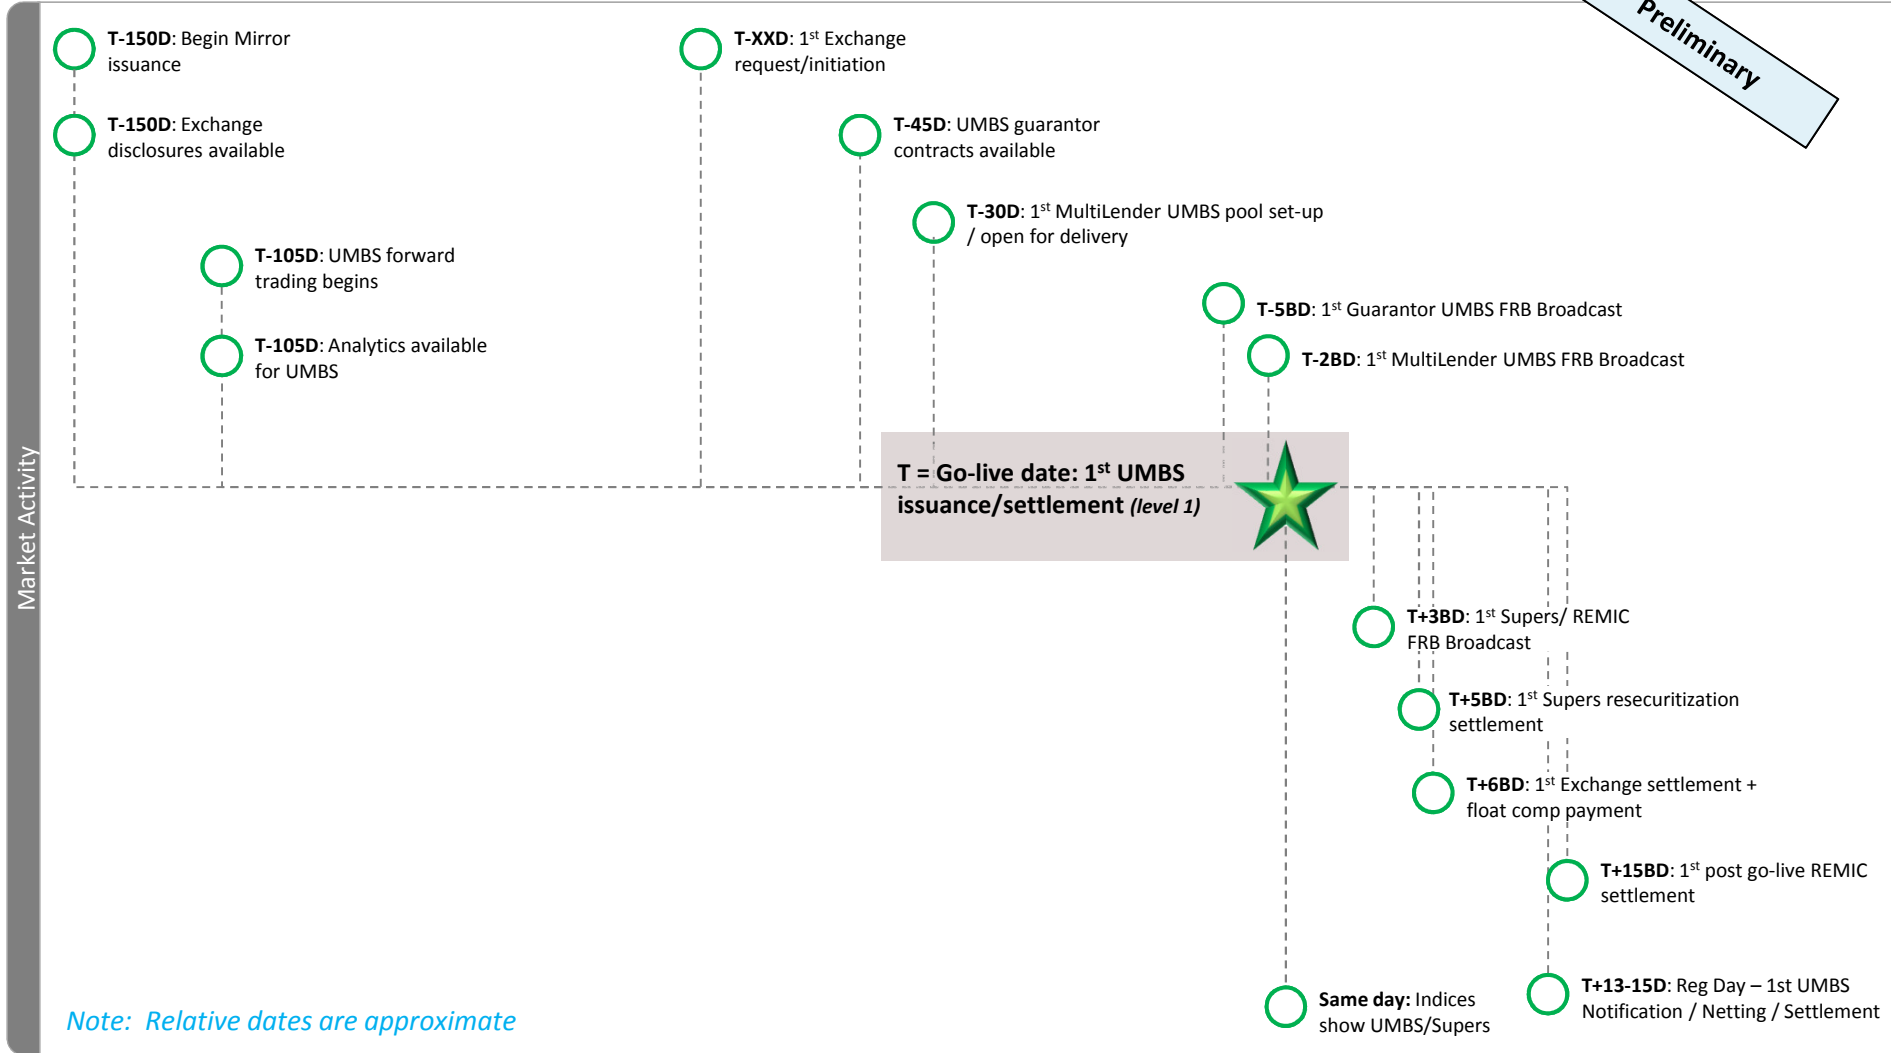 Preliminary
Market Activity
T-150D: Begin Mirror
issuance
T-XXD: 1st Exchange
request/initiation
T-150D: Exchange
disclosures available
T-45D: UMBS guarantor
contracts available
T-30D: 1st MultiLender UMBS pool set-up
/ open for delivery
T-105D: UMBS forward
trading begins
T-5BD: 1st Guarantor UMBS FRB Broadcast
T-105D: Analytics available
for UMBS
T-2BD: 1st MultiLender UMBS FRB Broadcast
T = Go-live date: 1st UMBS
issuance/settlement (level 1)
T+3BD: 1st Supers/ REMIC
FRB Broadcast
T+5BD: 1st Supers resecuritization
settlement
T+6BD: 1st Exchange settlement +
float comp payment
T+15BD: 1st post go-live REMIC
settlement
T+13-15D: Reg Day – 1st UMBS
Notification / Netting / Settlement
Same day: Indices
show UMBS/Supers
Note: Relative dates are approximate